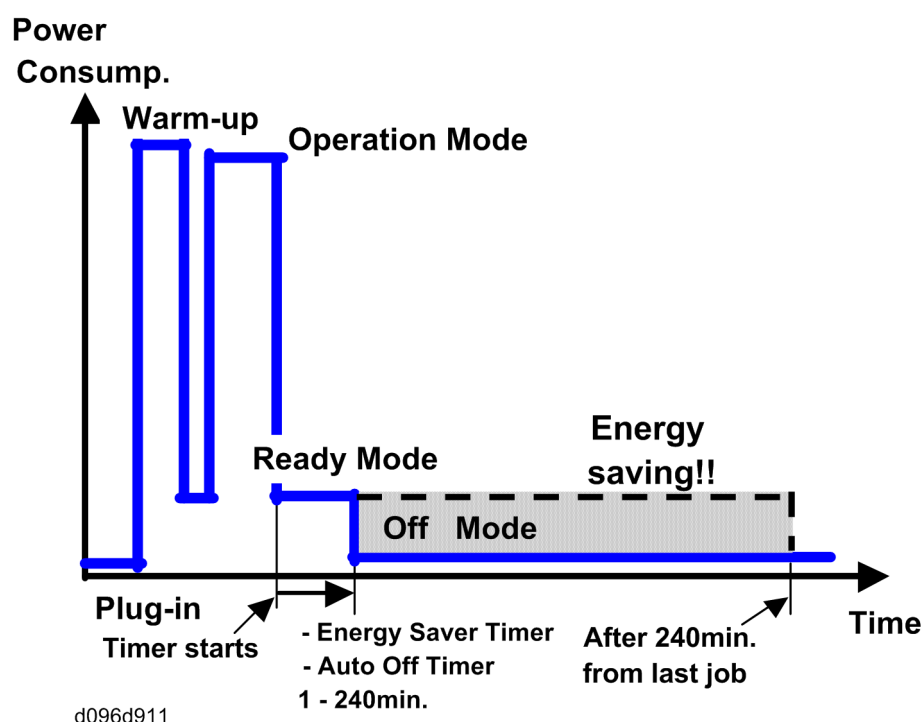 Power
Consump.
Warm-up
Operation Mode
Ready Mode
Energy
saving!!
Off Mode
Plug-in
Time
Timer starts
- Energy Saver Timer
- Auto Off Timer
1 - 240min.
After 240min.
from last job
d096d911